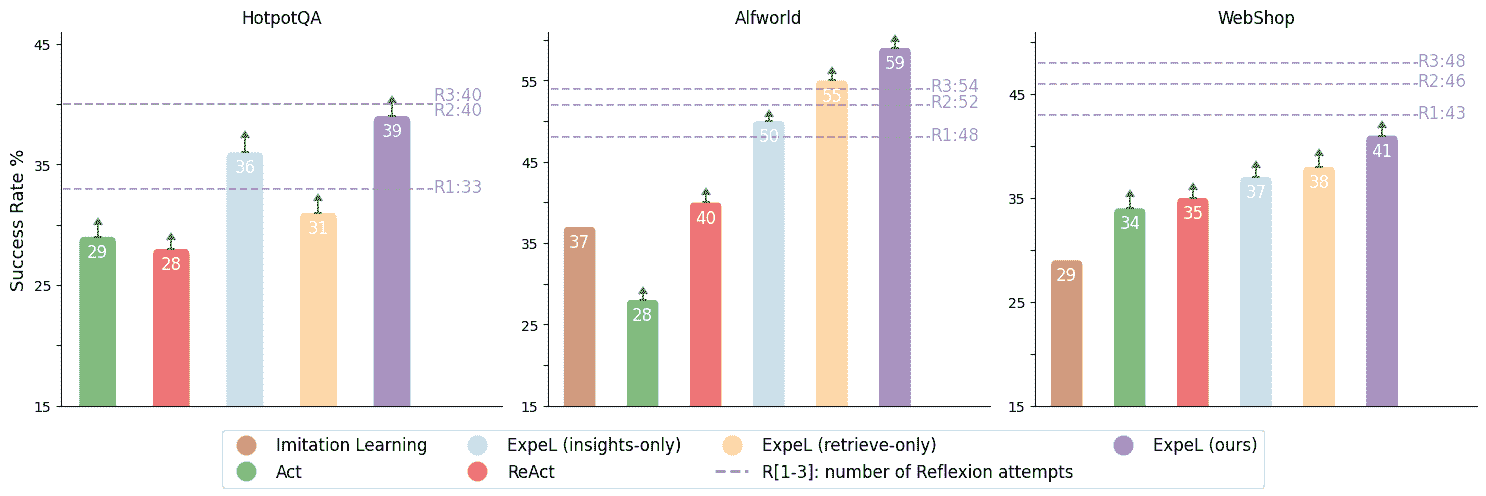 HotpotQA
Success Rate %
45
35
25
15
R3:40
R2:40
R1:33
29
28
36
31
39
Alfworld
55
45
35
25
15
R3:54
R2:52
R1:48
37
28
40
50
55
59
WebShop
45
35
25
15
R3:48
R2:46
R1:43
29
34
35
37
38
41
Imitation Learning
ExpeL (insights-only)
ExpeL (retrieve-only)
ExpeL (ours)
Act
ReAct
R[1-3]: number of Reflexion attempts